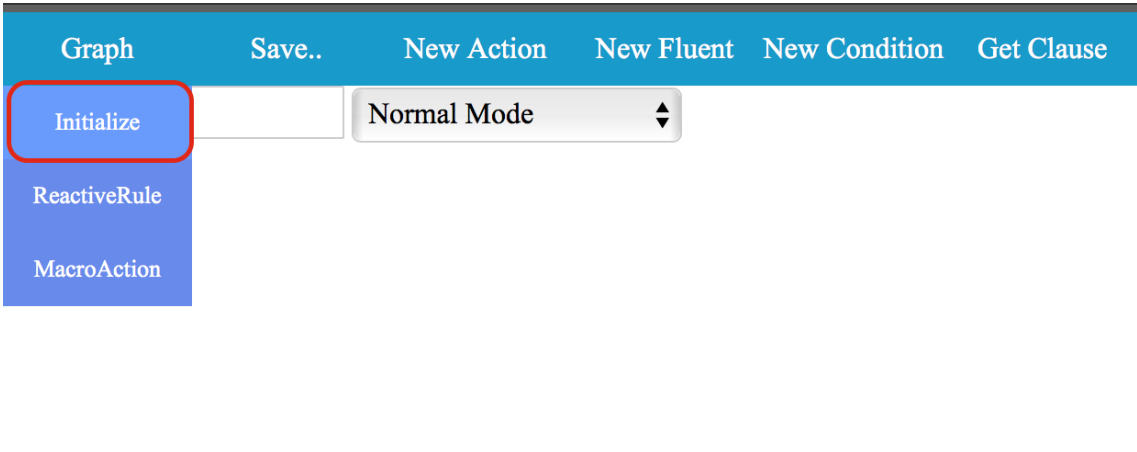 Graph Save.. New Action New Fluent New Condition Get Clause
Initialize Normal Mode
ReactiveRule
MacroAction